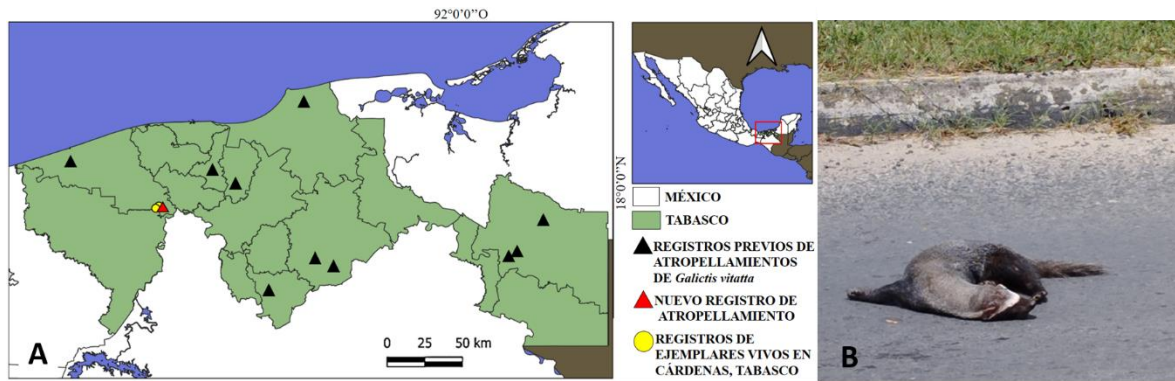 92°0’0’’O
18°0’0’’N
A
0 25 50 km
MÉXICO
TABASCO
REGISTROS PREVIOS DE
ATROPELLAMIENTOS
DE Galictis vitatta
NUEVO REGISTRO DE
ATROPELLAMIENTO
REGISTROS DE
EJEMPLARES VIVOS EN
CÁRDENAS, TABASCO
B